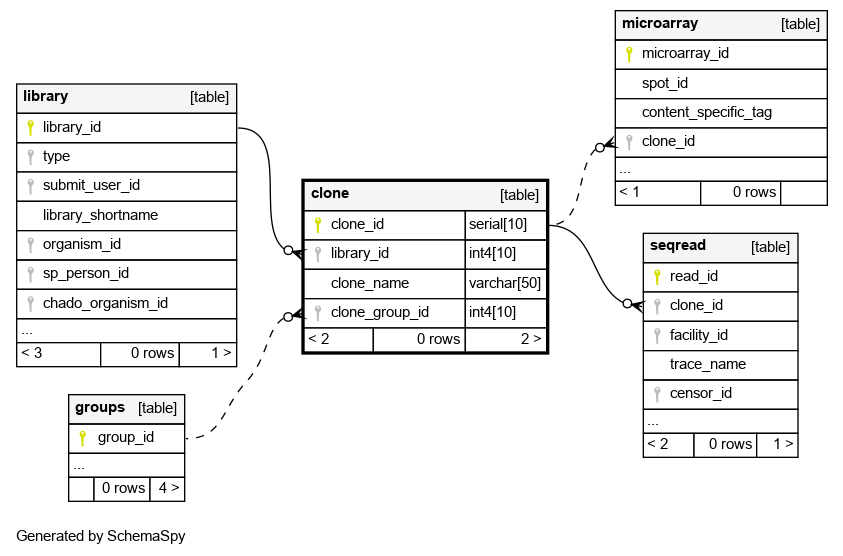 library [table]
library_id
type
submit_user_id
library_shortname
organism_id
sp_person_id
chado_organism_id
...
< 3 0 rows 1 >
groups [table]
group_id
...
0 rows 4 >
clone [table]
clone_id serial[10]
library_id int4[10]
clone_name varchar[50]
clone_group_id int4[10]
< 2 0 rows 2 >
microarray [table]
microarray_id
spot_id
content_specific_tag
clone_id
...
< 1 0 rows
seqread [table]
read_id
clone_id
facility_id
trace_name
censor_id
...
< 2 0 rows 1 >
Generated by SchemaSpy